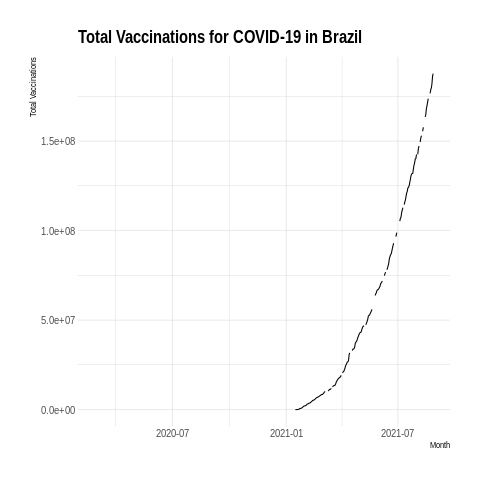 Total Vaccinations for COVID-19 in Brazil
Total Vaccinations
1.5e+08
1.0e+08
5.0e+07
0.0e+00
2020-07
2021-01
2021-07
Month